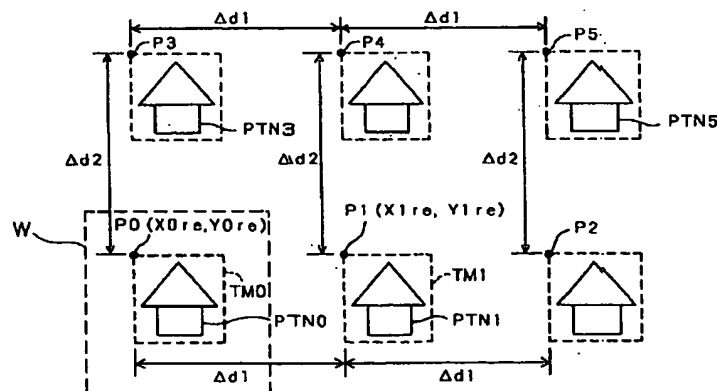 Δd1 Δd1
P3 P4 P5
PTN3 PTN5
Δd2 Δd2 Δd2
W P0 (X0re,Y0re) P1 (X1re, Y1re) P2
TM0 TM1
PTN0 PTN1
Δd1 Δd1